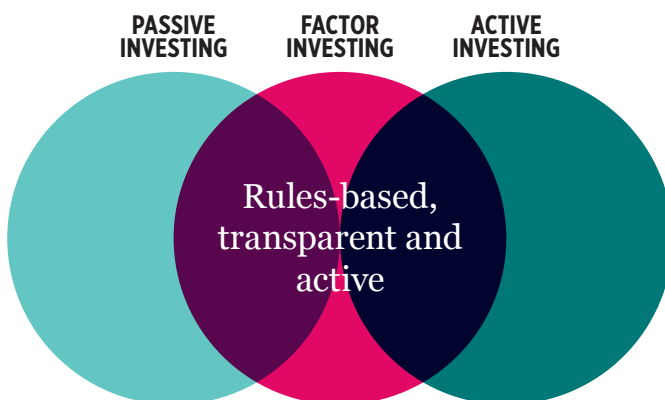 PASSIVE
INVESTING
FACTOR
INVESTING
ACTIVE
INVESTING
Rules-based,
transparent and
active